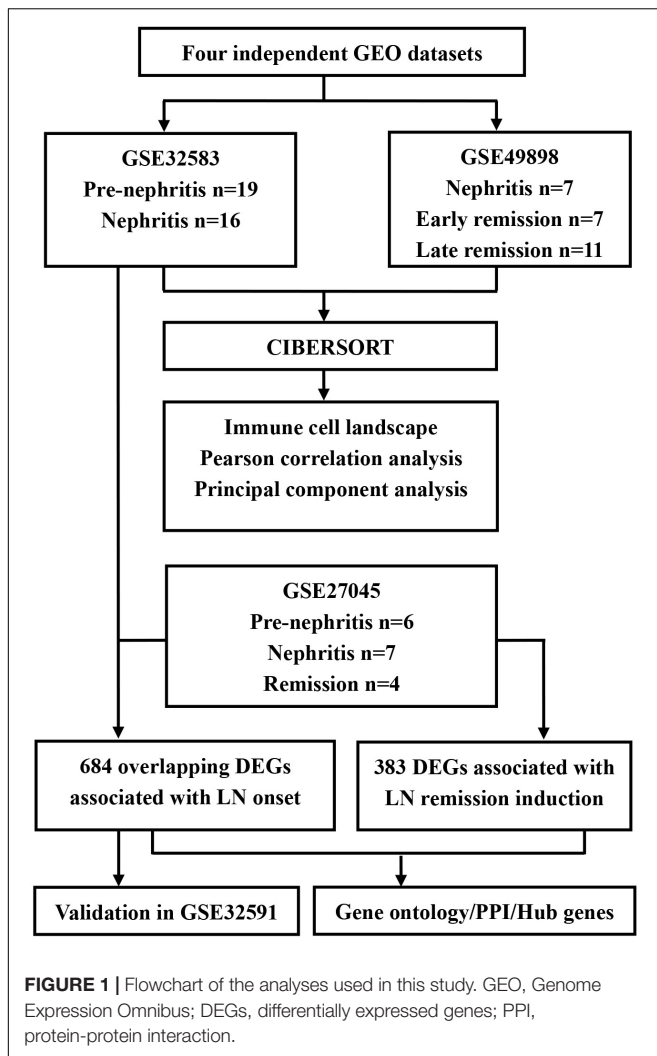 Four independent GEO datasets
GSE32583
Pre-nephritis n=19
Nephritis n=16
GSE49898
Nephritis n=7
Early remission n=7
Late remission n=11
CIBERSORT
Immune cell landscape
Pearson correlation analysis
Principal component analysis
GSE27045
Pre-nephritis n=6
Nephritis n=7
Remission n=4
684 overlapping DEGs
associated with LN onset
383 DEGs associated with
LN remission induction
Validation in GSE32591
Gene ontology/PPI/Hub genes
FIGURE 1 | Flowchart of the analyses used in this study. GEO, Genome
Expression Omnibus; DEGs, differentially expressed genes; PPI,
protein-protein interaction.